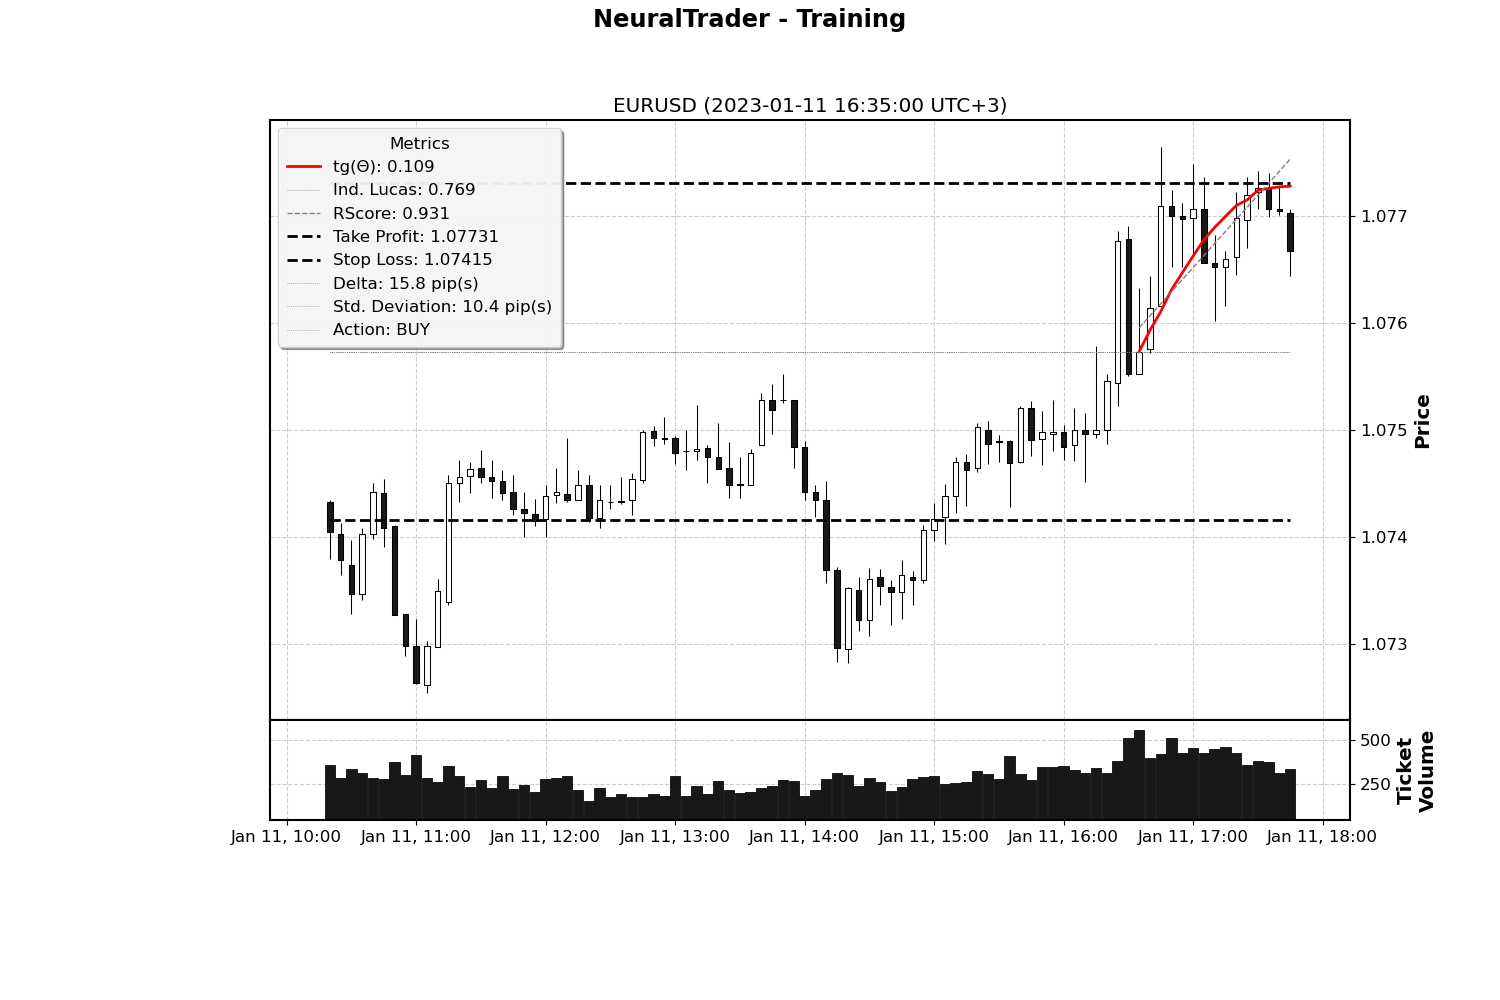 NeuralTrader - Training
EURUSD (2023-01-11 16:35:00 UTC+3)
Metrics
tg(Θ): 0.109
Ind. Lucas: 0.769
RScore: 0.931
Take Profit: 1.07731
Stop Loss: 1.07415
Delta: 15.8 pip(s)
Std. Deviation: 10.4 pip(s)
Action: BUY
1.077
1.076
1.075
1.074
1.073
Price
500
250
Ticket
Volume
Jan 11, 10:00
Jan 11, 11:00
Jan 11, 12:00
Jan 11, 13:00
Jan 11, 14:00
Jan 11, 15:00
Jan 11, 16:00
Jan 11, 17:00
Jan 11, 18:00